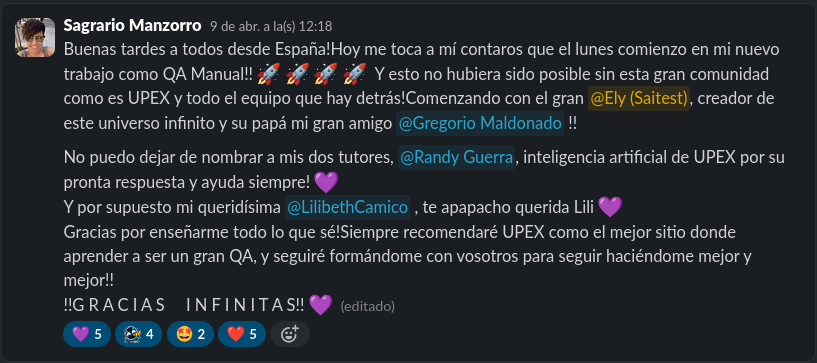 Sagrario Manzorro 9 de abr. a la(s) 12:18
Buenas tardes a todos desde España!Hoy me toca a mí contaros que el lunes comienzo en mi nuevo
trabajo como QA Manual!! 🚀 🚀 🚀 🚀 Y esto no hubiera sido posible sin esta gran comunidad
como es UPEX y todo el equipo que hay detrás!Comenzando con el gran @Ely (Saitest), creador de
este universo infinito y su papá mi gran amigo @Gregorio Maldonado !!
No puedo dejar de nombrar a mis dos tutores, @Randy Guerra, inteligencia artificial de UPEX por su
pronta respuesta y ayuda siempre! 💜
Y por supuesto mi queridísima @LilibethCamico , te apapacho querida Lili 💜
Gracias por enseñarme todo lo que sé!Siempre recomendaré UPEX como el mejor sitio donde
aprender a ser un gran QA, y seguiré formándome con vosotros para seguir haciéndome mejor y
mejor!!
!!G R A C I A S I N F I N I T A S!! 💜 (editado)
💜 5 4 🤩 2 ❤️ 5